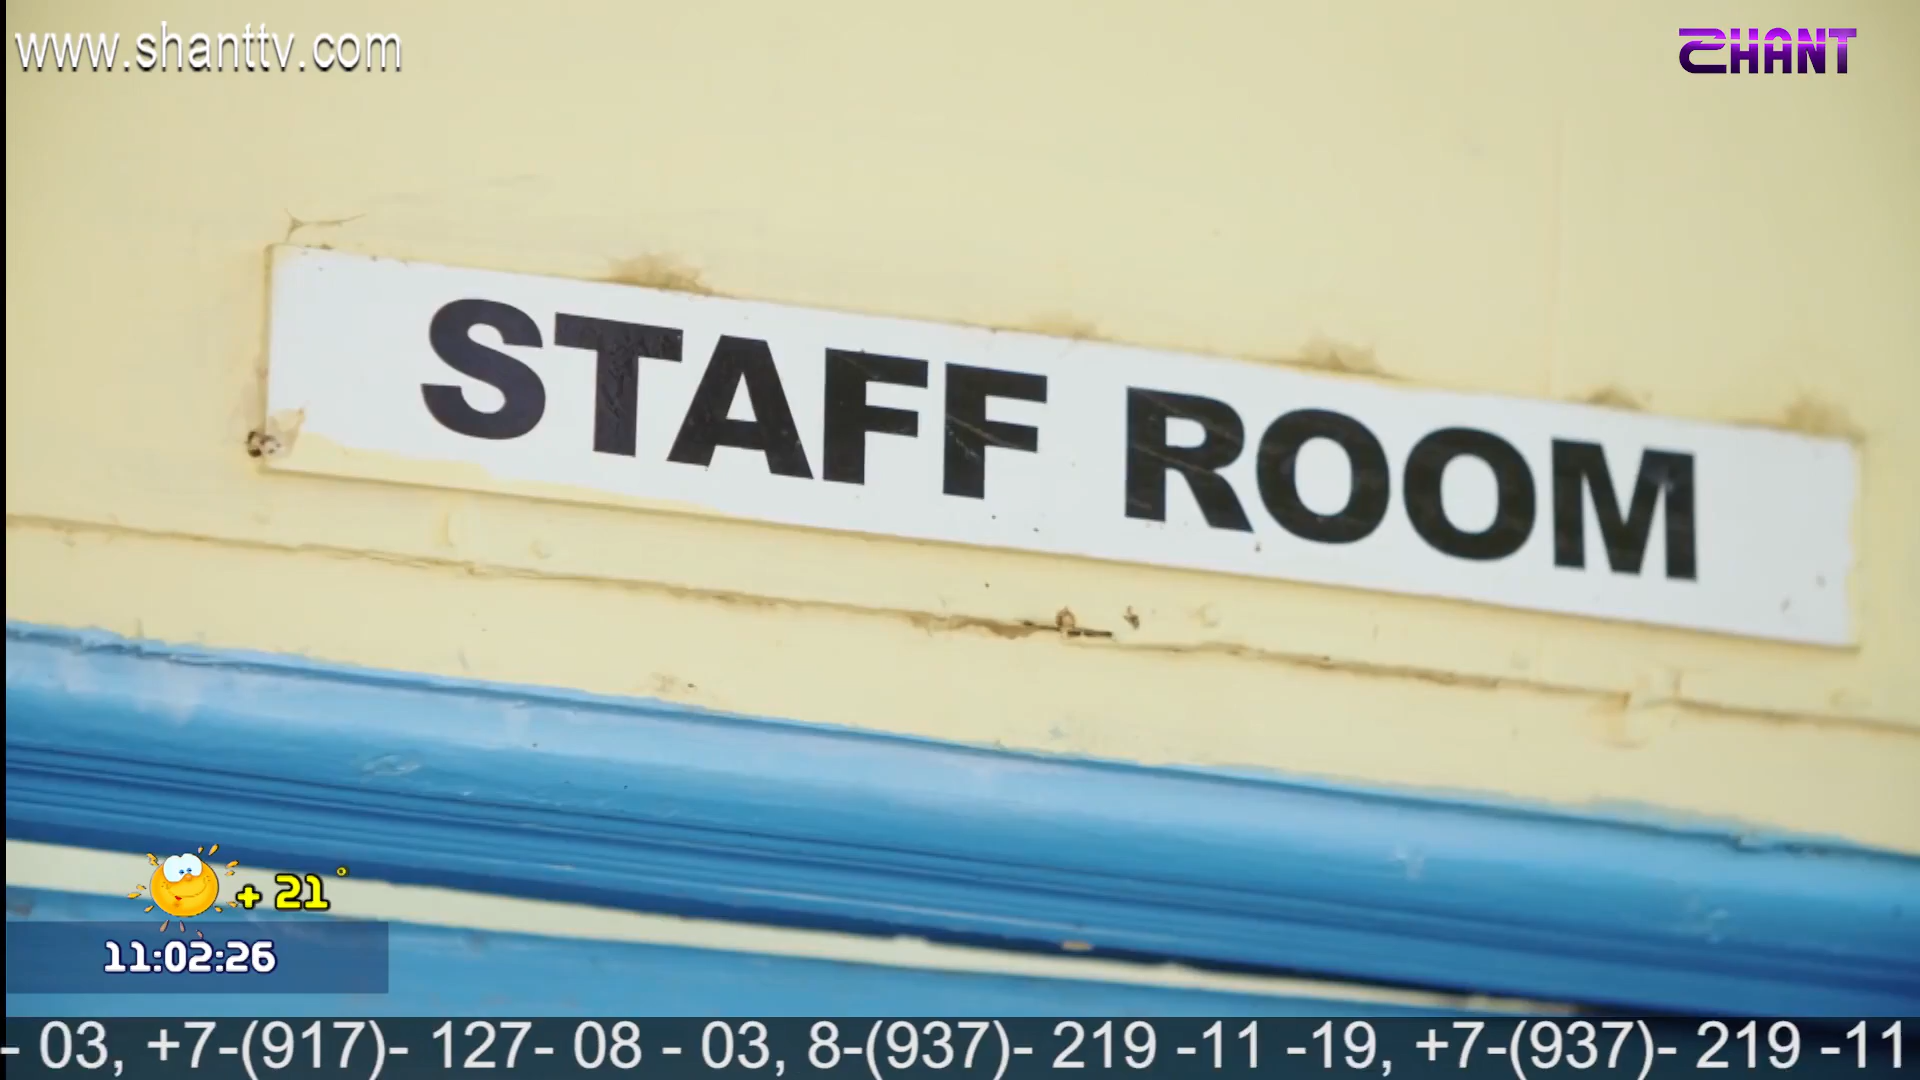 www.shanttv.com
SHANT
STAFF ROOM
+ 21°
11:02:26
- 03, +7-(917)- 127- 08 - 03, 8-(937)- 219 -11 -19, +7-(937)- 219 -11